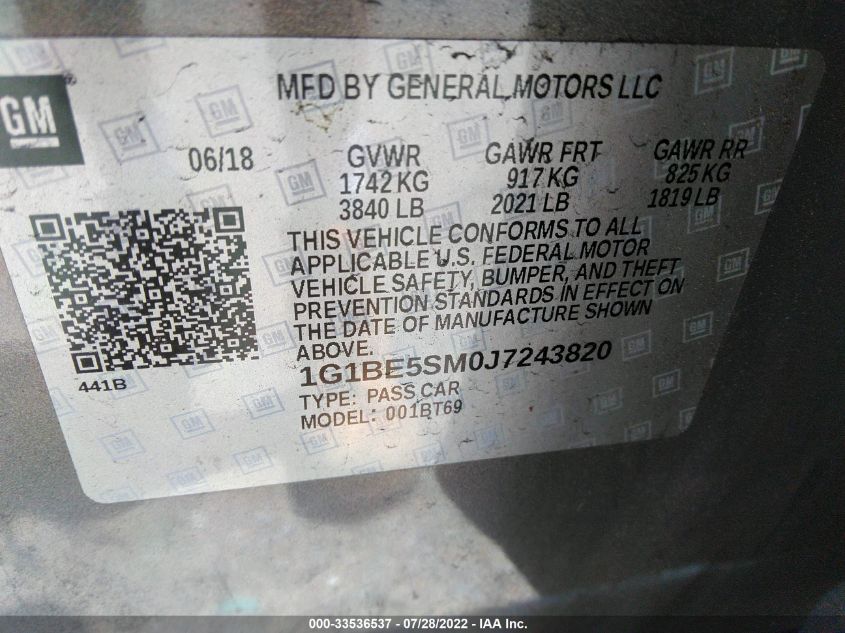 MFD BY GENERAL MOTORS LLC
GM
®
06/18
GVWR
1742 KG
3840 LB
GAWR FRT
917 KG
2021 LB
GAWR RR
825 KG
1819 LB
THIS VEHICLE CONFORMS TO ALL
APPLICABLE U.S. FEDERAL MOTOR
VEHICLE SAFETY, BUMPER, AND THEFT
PREVENTION STANDARDS IN EFFECT ON
THE DATE OF MANUFACTURE SHOWN
ABOVE.
1G1BE5SM0J7243820
441B
TYPE: PASS CAR
MODEL: 001BT69
000-33536537 - 07/28/2022 - IAA Inc.